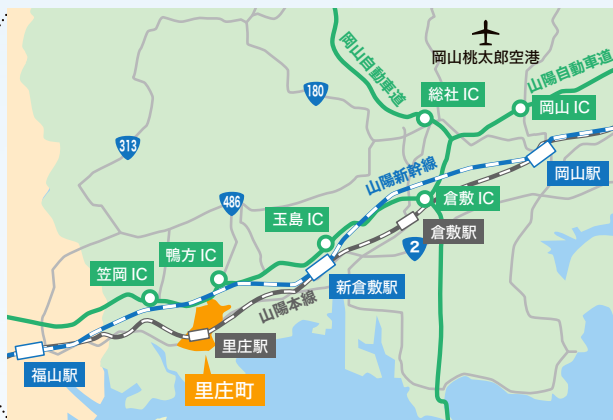 岡山桃太郎空港
岡山自動車道
山陽自動車道
180
総社 IC
岡山 IC
313
山陽新幹線
岡山駅
486
倉敷 IC
玉島 IC
倉敷駅
2
鴨方 IC
笠岡 IC
新倉敷駅
山陽本線
里庄駅
福山駅
里庄町